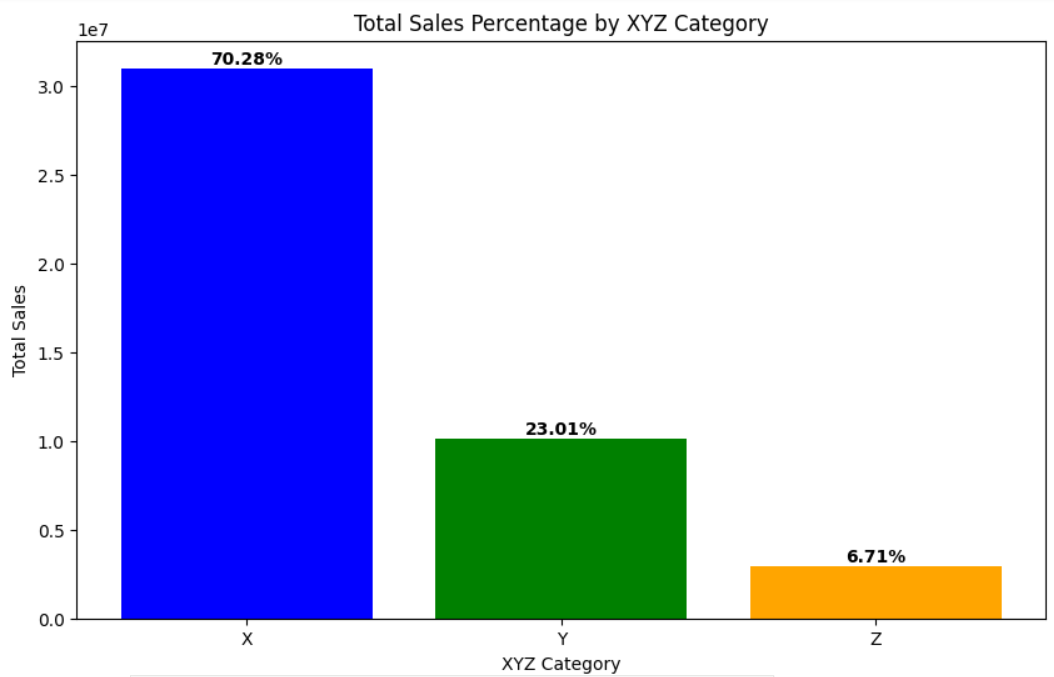 Total Sales Percentage by XYZ Category
1e7
70.28%
3.0
2.5
2.0
Total Sales
1.5
23.01%
1.0
6.71%
0.5
0.0
X Y Z
XYZ Category